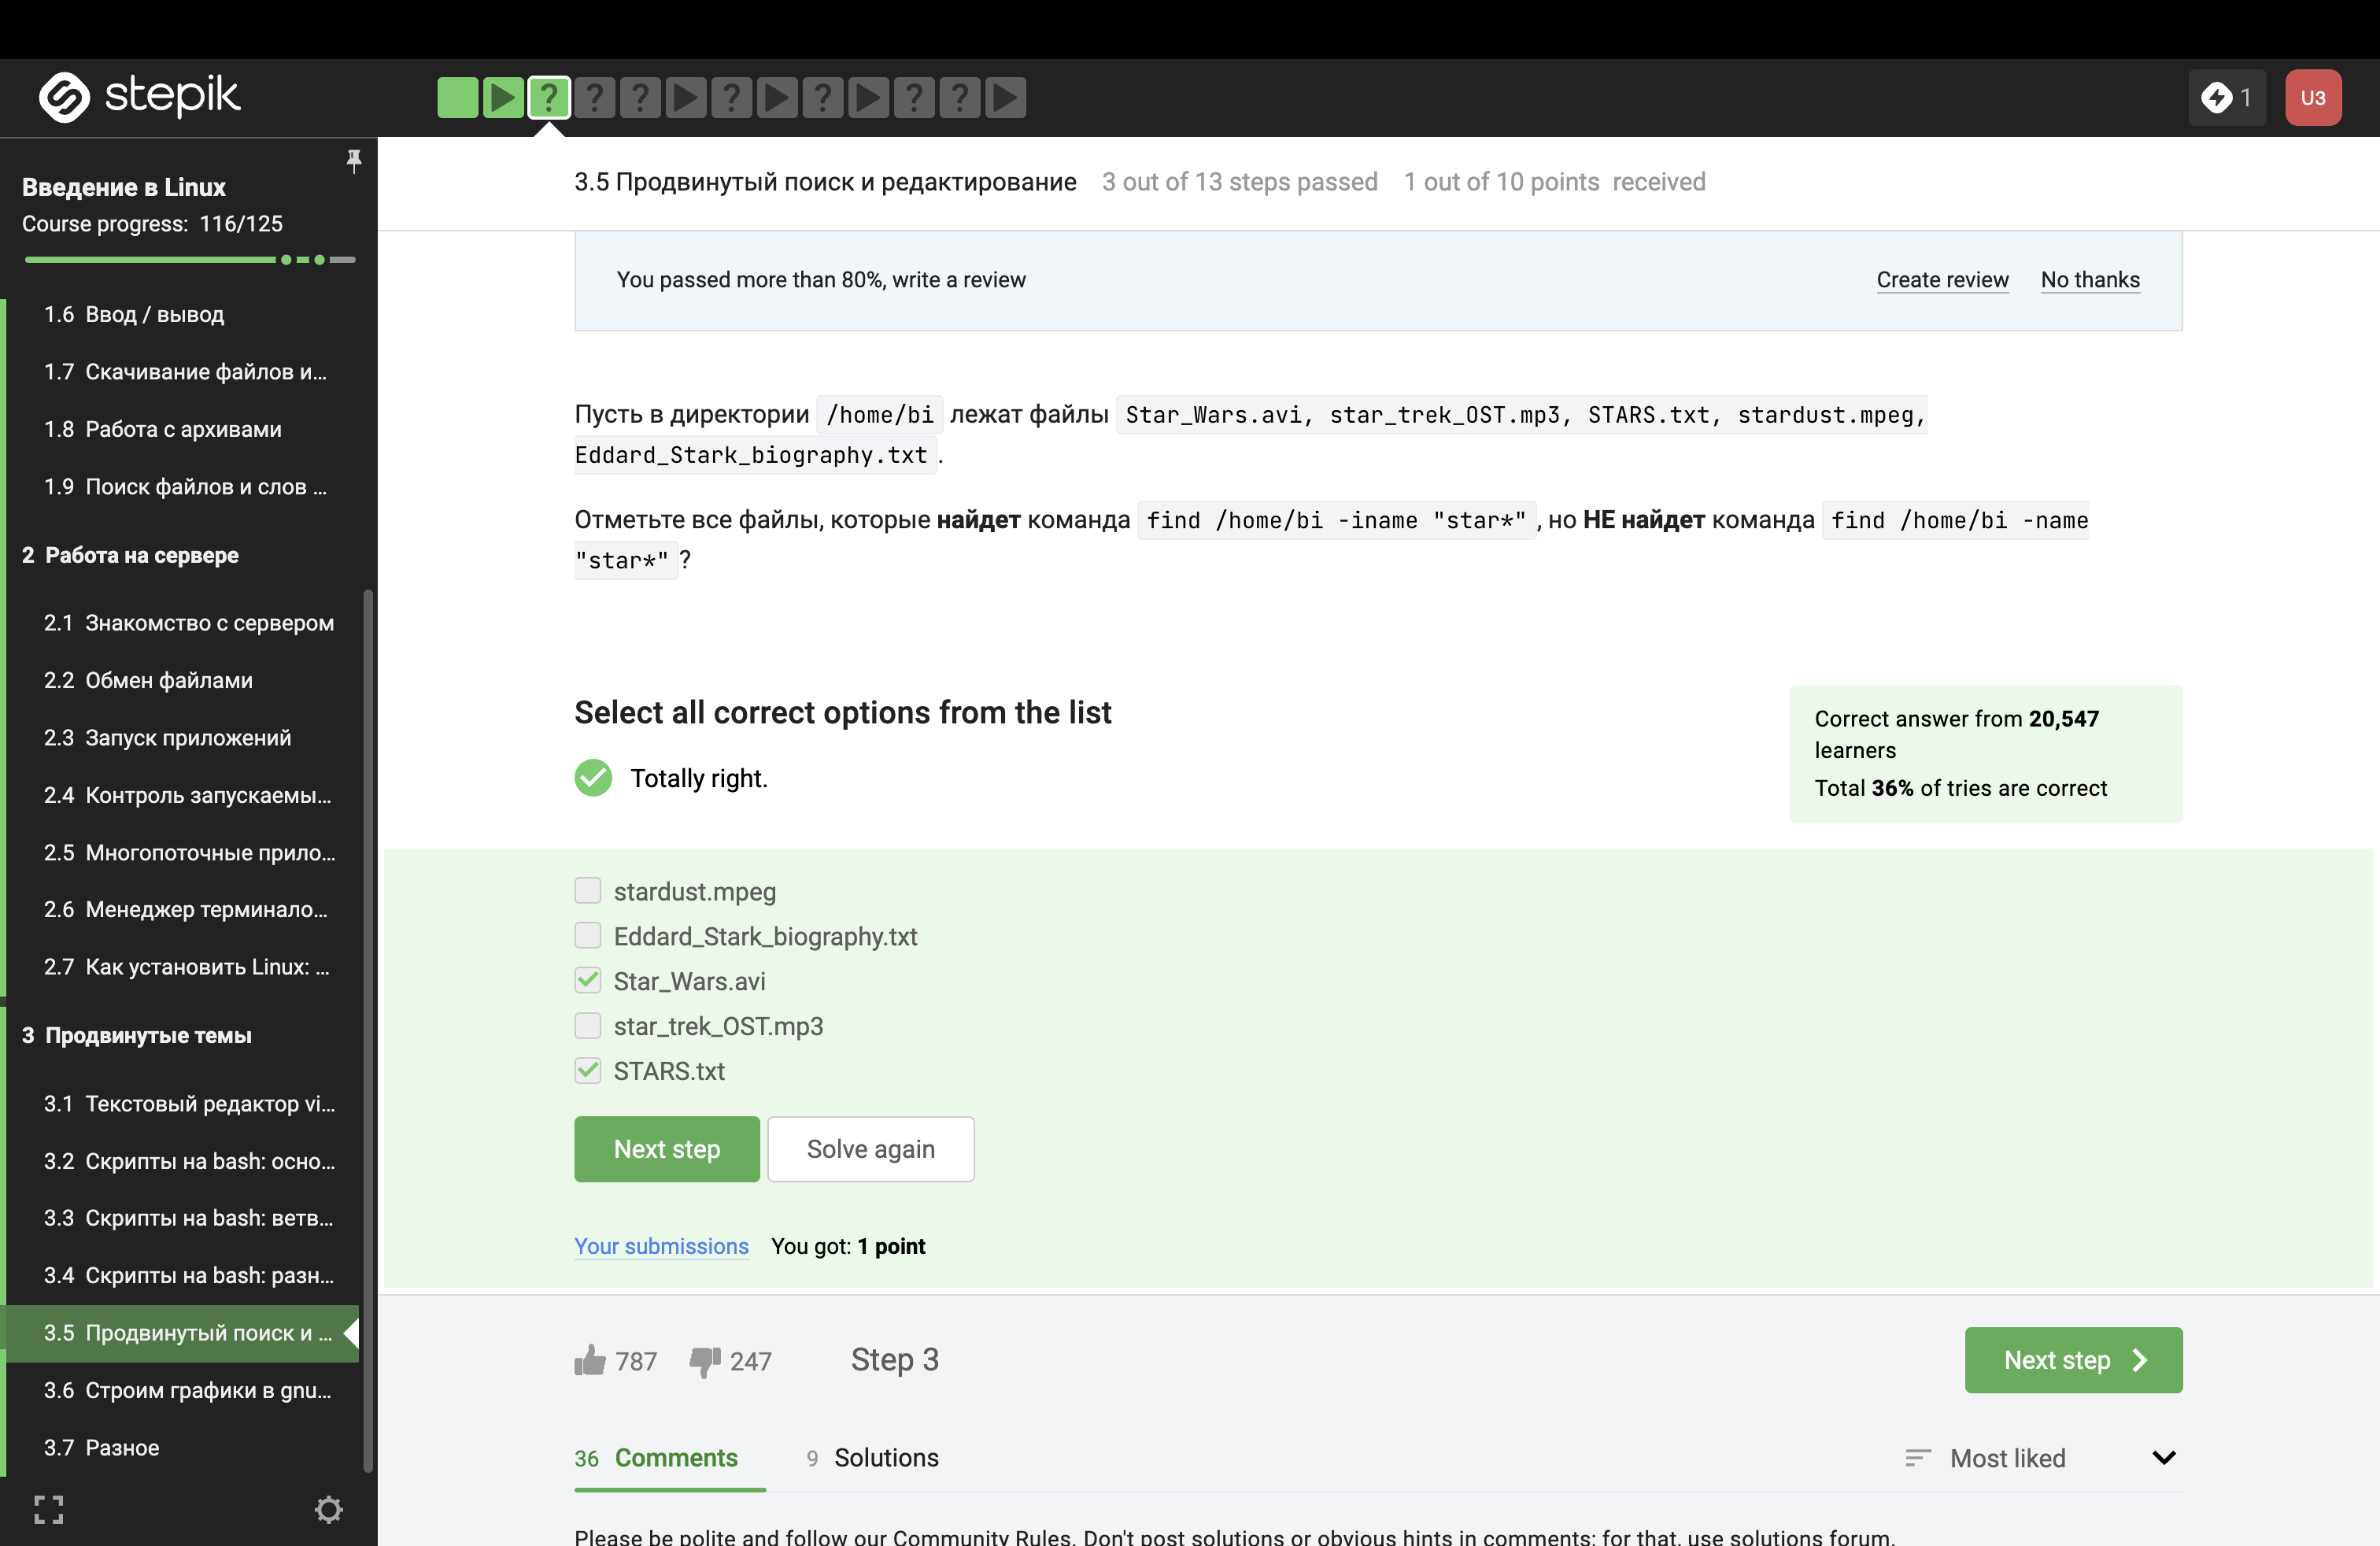 stepik
1
U3
Введение в Linux
Course progress: 116/125
1.6 Ввод / вывод
1.7 Скачивание файлов и...
1.8 Работа с архивами
1.9 Поиск файлов и слов ...
2 Работа на сервере
2.1 Знакомство с сервером
2.2 Обмен файлами
2.3 Запуск приложений
2.4 Контроль запускаемы...
2.5 Многопоточные прило...
2.6 Менеджер терминало...
2.7 Как установить Linux: ...
3 Продвинутые темы
3.1 Текстовый редактор vi...
3.2 Скрипты на bash: осно...
3.3 Скрипты на bash: ветв...
3.4 Скрипты на bash: разн...
3.5 Продвинутый поиск и ...
3.6 Строим графики в gnu...
3.7 Разное
3.5 Продвинутый поиск и редактирование 3 out of 13 steps passed 1 out of 10 points received
You passed more than 80%, write a review Create review No thanks
Пусть в директории /home/bi лежат файлы Star_Wars.avi, star_trek_OST.mp3, STARS.txt, stardust.mpeg,
Eddard_Stark_biography.txt .
Отметьте все файлы, которые найдет команда find /home/bi -iname "star*" , но НЕ найдет команда find /home/bi -name
"star*" ?
Select all correct options from the list
Totally right.
Correct answer from 20,547
learners
Total 36% of tries are correct
stardust.mpeg
Eddard_Stark_biography.txt
Star_Wars.avi
star_trek_OST.mp3
STARS.txt
Next step Solve again
Your submissions You got: 1 point
787 247 Step 3 Next step
36 Comments 9 Solutions Most liked
Please be polite and follow our Community Rules. Don't post solutions or obvious hints in comments; for that, use solutions forum.